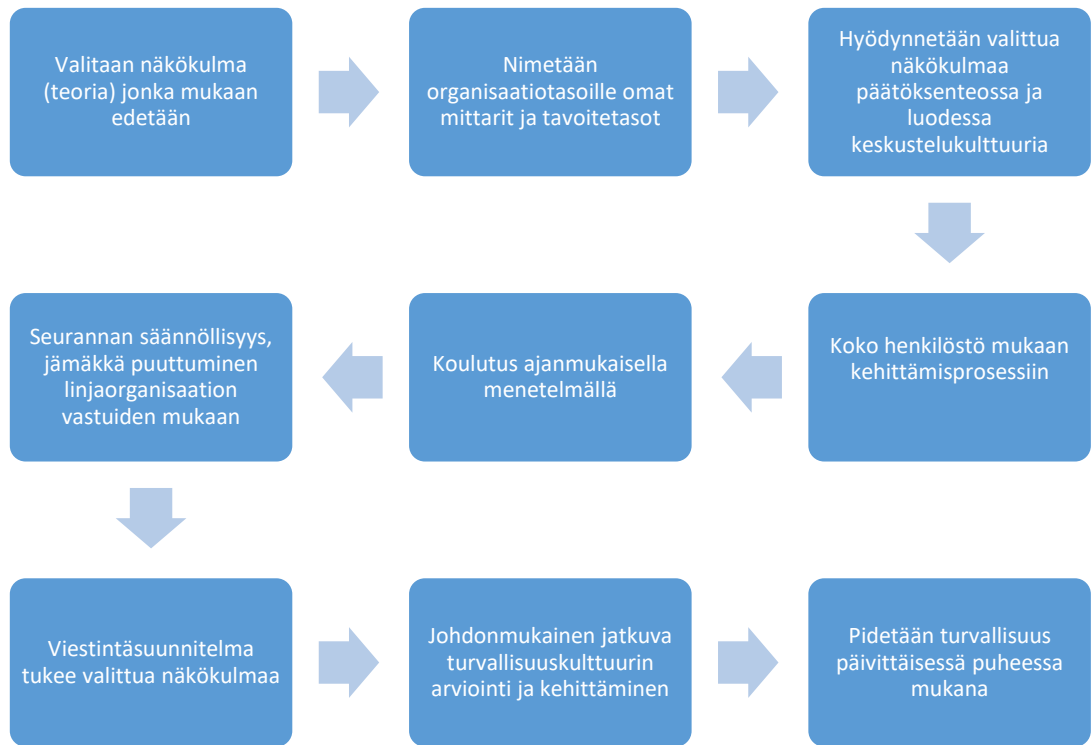 Valitaan näkökulma
(teoria) jonka mukaan
edetään
Nimetään
organisaatiotasoille omat
mittarit ja tavoitetasot
Hyödynnetään valittua
näkökulmaa
päätöksenteossa ja
luodessa
keskustelukulttuuria
Koko henkilöstö mukaan
kehittämisprosessiin
Koulutus ajanmukaisella
menetelmällä
Seurannan säännöllisyys,
jämäkkä puuttuminen
linjaorganisaation
vastuiden mukaan
Viestintäsuunnitelma
tukee valittua näkökulmaa
Johdonmukainen jatkuva
turvallisuuskulttuurin
arviointi ja kehittäminen
Pidetään turvallisuus
päivittäisessä puheessa
mukana